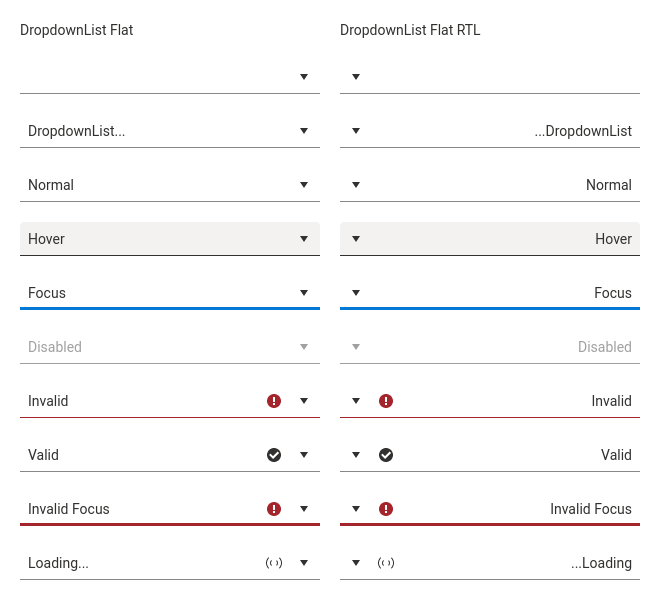 DropdownList Flat
DropdownList Flat RTL
DropdownList...
...DropdownList
Normal
Normal
Hover
Hover
Focus
Focus
Disabled
Disabled
Invalid
Invalid
Valid
Valid
Invalid Focus
Invalid Focus
Loading...
...Loading